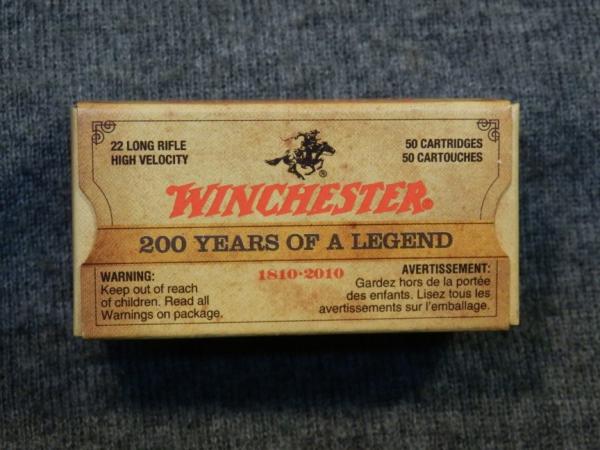 22 LONG RIFLE
HIGH VELOCITY
50 CARTRIDGES
50 CARTOUCHES
WINCHESTER®
200 YEARS OF A LEGEND
1810·2010
WARNING:
Keep out of reach
of children. Read all
Warnings on package.
AVERTISSEMENT:
Gardez hors de la portée
des enfants. Lisez tous les
avertissements sur l'emballage.